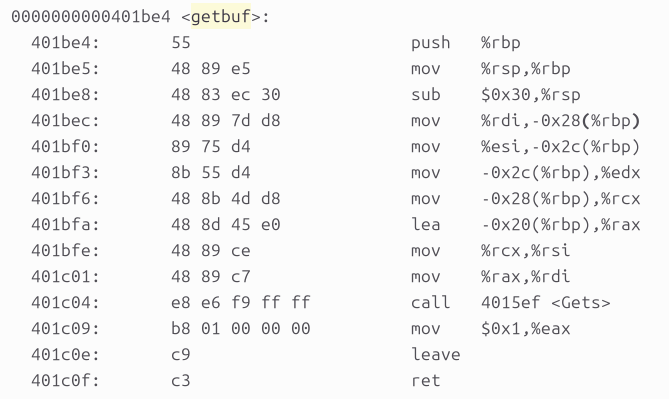 0000000000401be4 <getbuf>:
401be4: 55 push %rbp
401be5: 48 89 e5 mov %rsp,%rbp
401be8: 48 83 ec 30 sub $0x30,%rsp
401bec: 48 89 7d d8 mov %rdi,-0x28(%rbp)
401bf0: 89 75 d4 mov %esi,-0x2c(%rbp)
401bf3: 8b 55 d4 mov -0x2c(%rbp),%edx
401bf6: 48 8b 4d d8 mov -0x28(%rbp),%rcx
401bfa: 48 8d 45 e0 lea -0x20(%rbp),%rax
401bfe: 48 89 ce mov %rcx,%rsi
401c01: 48 89 c7 mov %rax,%rdi
401c04: e8 e6 f9 ff ff call 4015ef <Gets>
401c09: b8 01 00 00 00 mov $0x1,%eax
401c0e: c9 leave
401c0f: c3 ret